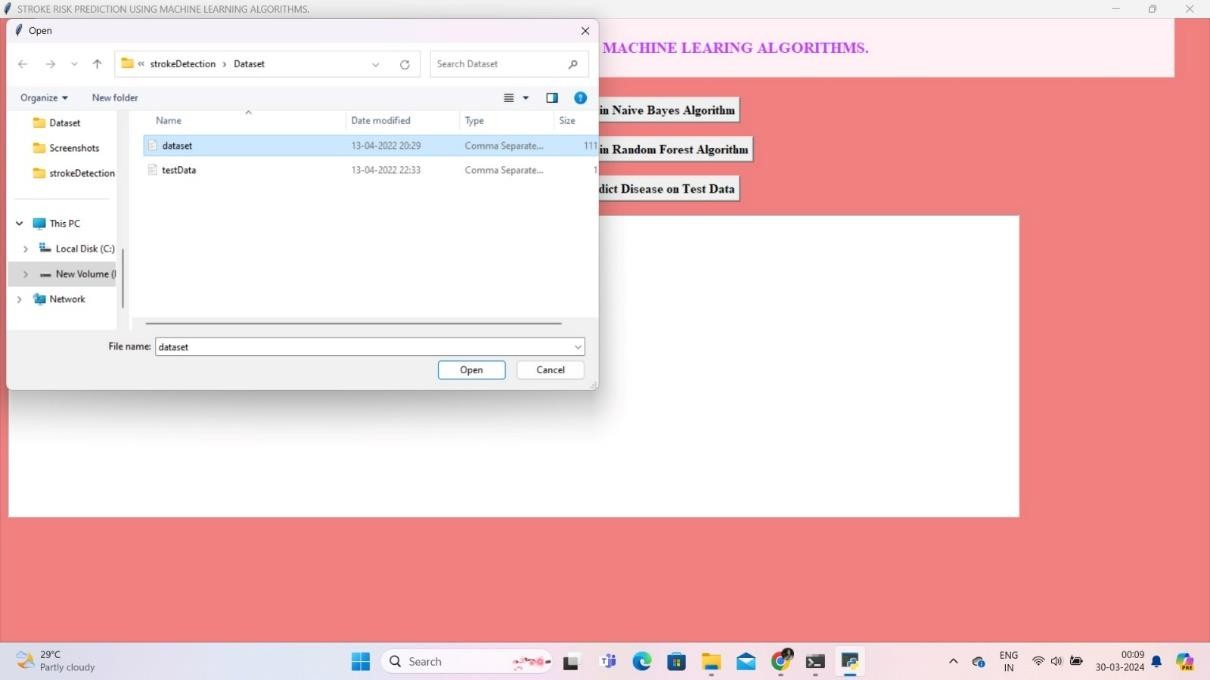 STROKE RISK PREDICTION USING MACHINE LEARNING ALGORITHMS.
Open
MACHINE LEARING ALGORITHMS.
« strokeDetection › Dataset
Search Dataset
Organize
New folder
in Naive Bayes Algorithm
Dataset
Name
Date modified
Type
Size
Screenshots
dataset
13-04-2022 20:29
Comma Separate...
111
in Random Forest Algorithm
strokeDetection
testData
13-04-2022 22:33
Comma Separate...
1
dict Disease on Test Data
This PC
Local Disk (C:)
New Volume (
Network
File name:
dataset
Open
Cancel
29°C
Partly cloudy
Search
ENG
IN
00:09
30-03-2024
PRE